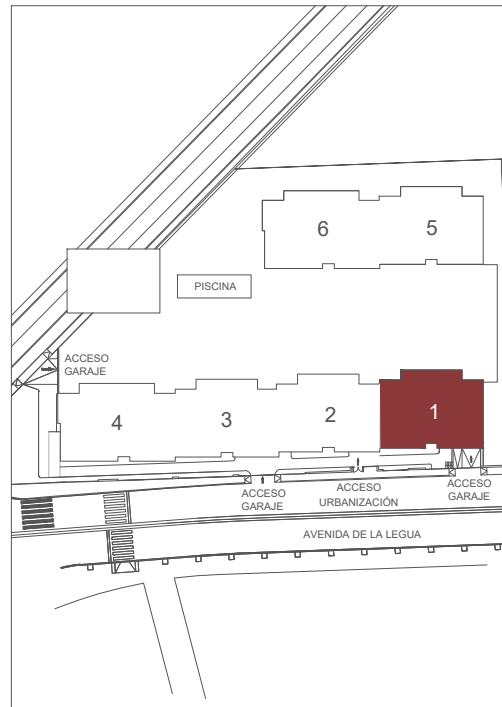 6
5
PISCINA
ACCESO
GARAJE
4
3
2
1
ACCESO
GARAJE
ACCESO
URBANIZACIÓN
ACCESO
GARAJE
AVENIDA DE LA LEGUA